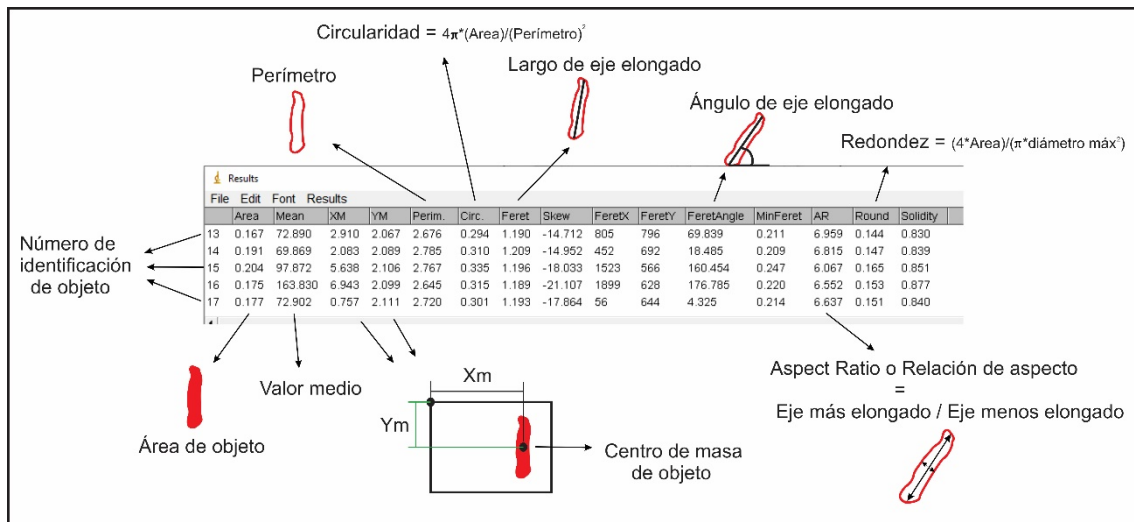 Circularidad = 4π*(Area)/(Perímetro)²
Largo de eje elongado
Perímetro
Ángulo de eje elongado
Redondez = (4*Area)/(π*diámetro máx²)
Results
File Edit Font Results
Area Mean XM YM Perim. Circ. Feret Skew FeretX FeretY FeretAngle MinFeret AR Round Solidity
13 0.167 72.890 2.910 2.067 2.676 0.294 1.190 -14.712 805 796 69.839 0.211 6.959 0.144 0.830
14 0.191 69.869 2.083 2.089 2.785 0.310 1.209 -14.952 452 692 18.485 0.209 6.815 0.147 0.839
15 0.204 97.872 5.638 2.106 2.767 0.335 1.196 -18.033 1523 566 160.454 0.247 6.067 0.165 0.851
16 0.175 163.830 6.943 2.099 2.645 0.315 1.189 -21.107 1899 628 176.785 0.220 6.552 0.153 0.877
17 0.177 72.902 0.757 2.111 2.720 0.301 1.193 -17.864 56 644 4.325 0.214 6.637 0.151 0.840
Número de
identificación
de objeto
Área de objeto
Valor medio
Xm
Ym
Centro de masa
de objeto
Aspect Ratio o Relación de aspecto
=
Eje más elongado / Eje menos elongado